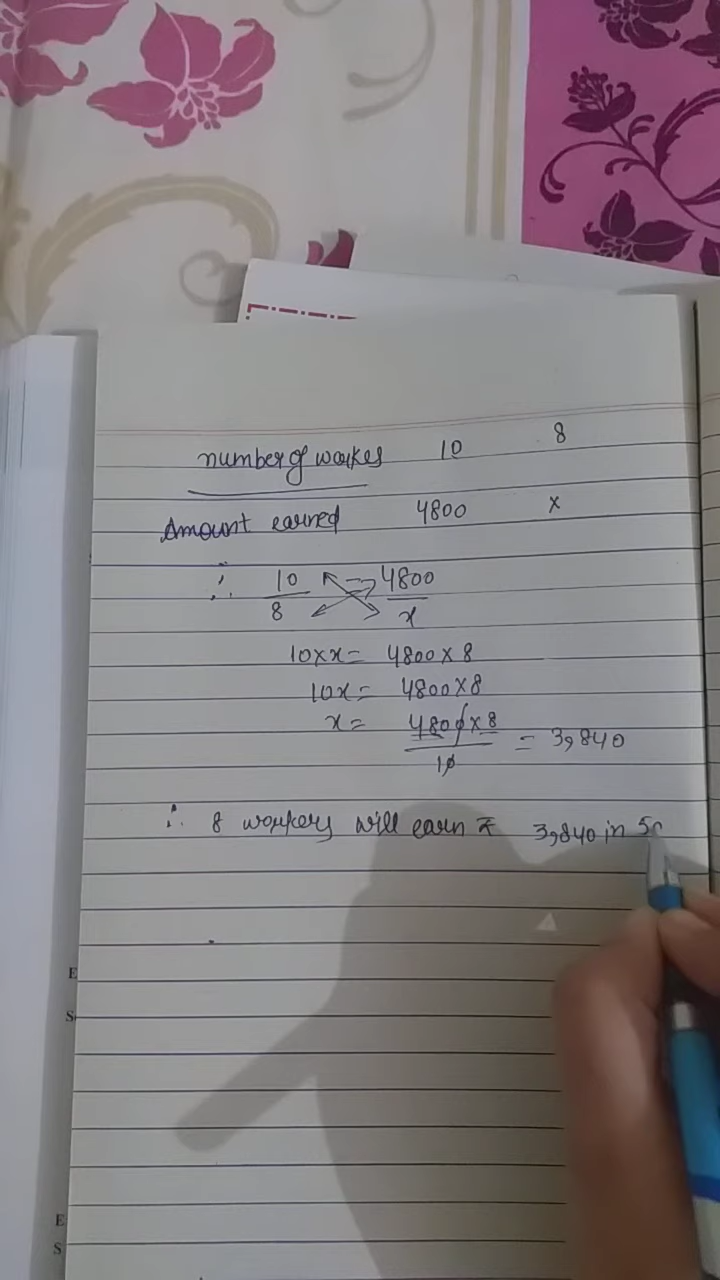 number of workes 10 8
Amount earned 4800 x
∴ 10/8 = 4800/x
10×x = 4800×8
10x = 4800×8
x = 4800×8/10 = 3,840
∴ 8 workers will earn ₹ 3,840 in
E
S
E
S